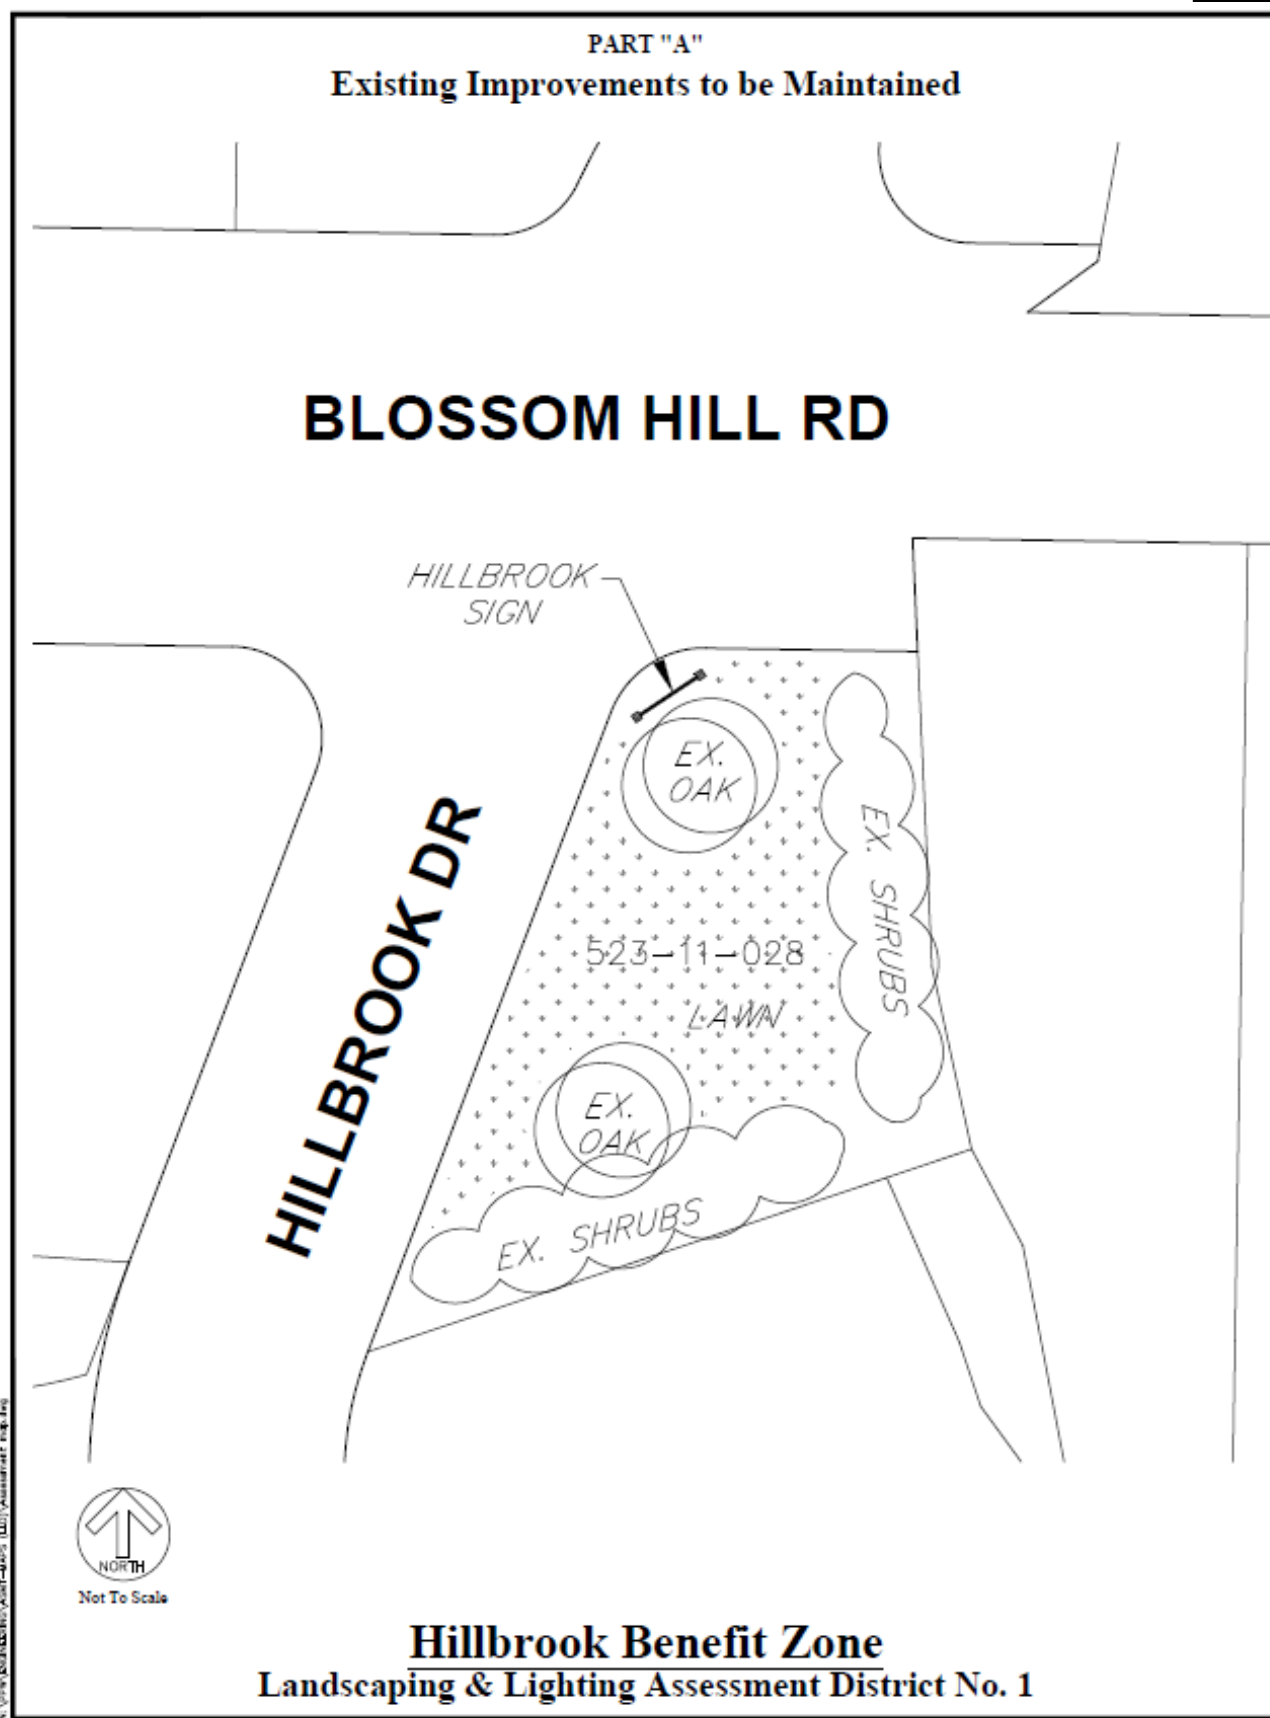 PART "A"
Existing Improvements to be Maintained
BLOSSOM HILL RD
HILLBROOK
SIGN
EX.
OAK
EX. SHRUBS
HILLBROOK DR
523-11-028
LAWN
EX.
OAK
EX. SHRUBS
NORTH
Not To Scale
Hillbrook Benefit Zone
Landscaping & Lighting Assessment District No. 1